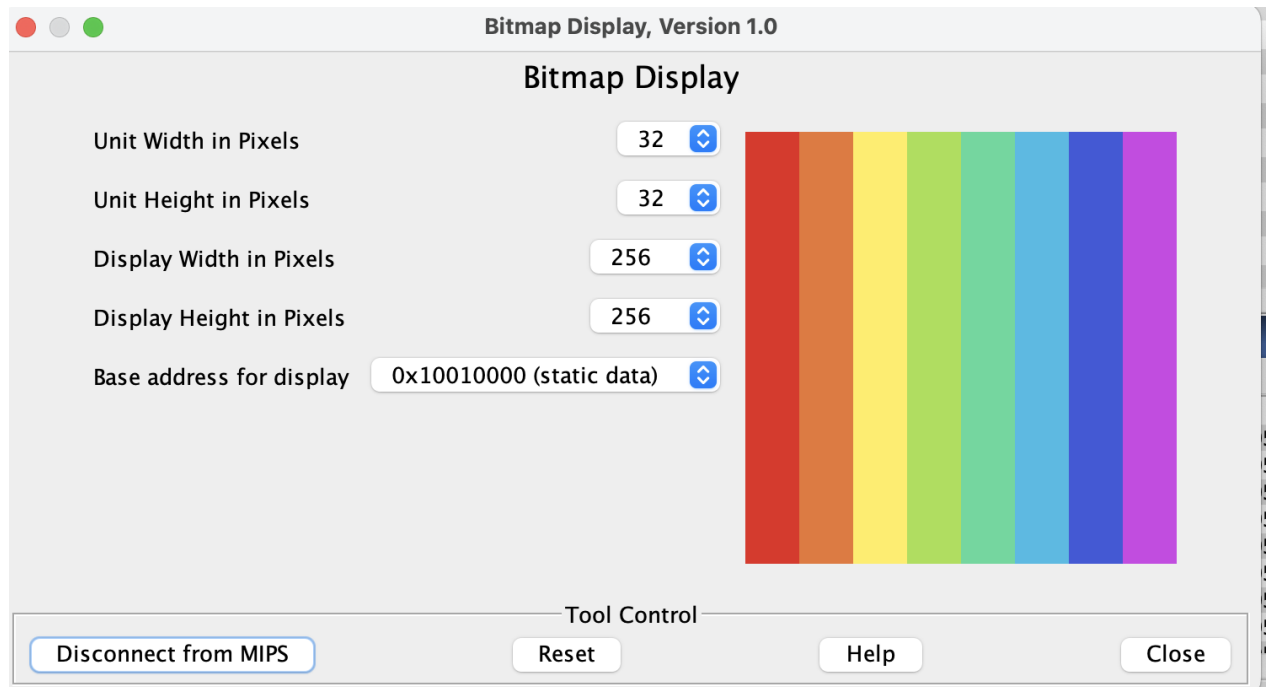 Bitmap Display, Version 1.0
Bitmap Display
Unit Width in Pixels 32
Unit Height in Pixels 32
Display Width in Pixels 256
Display Height in Pixels 256
Base address for display 0x10010000 (static data)
Tool Control
Disconnect from MIPS Reset Help Close